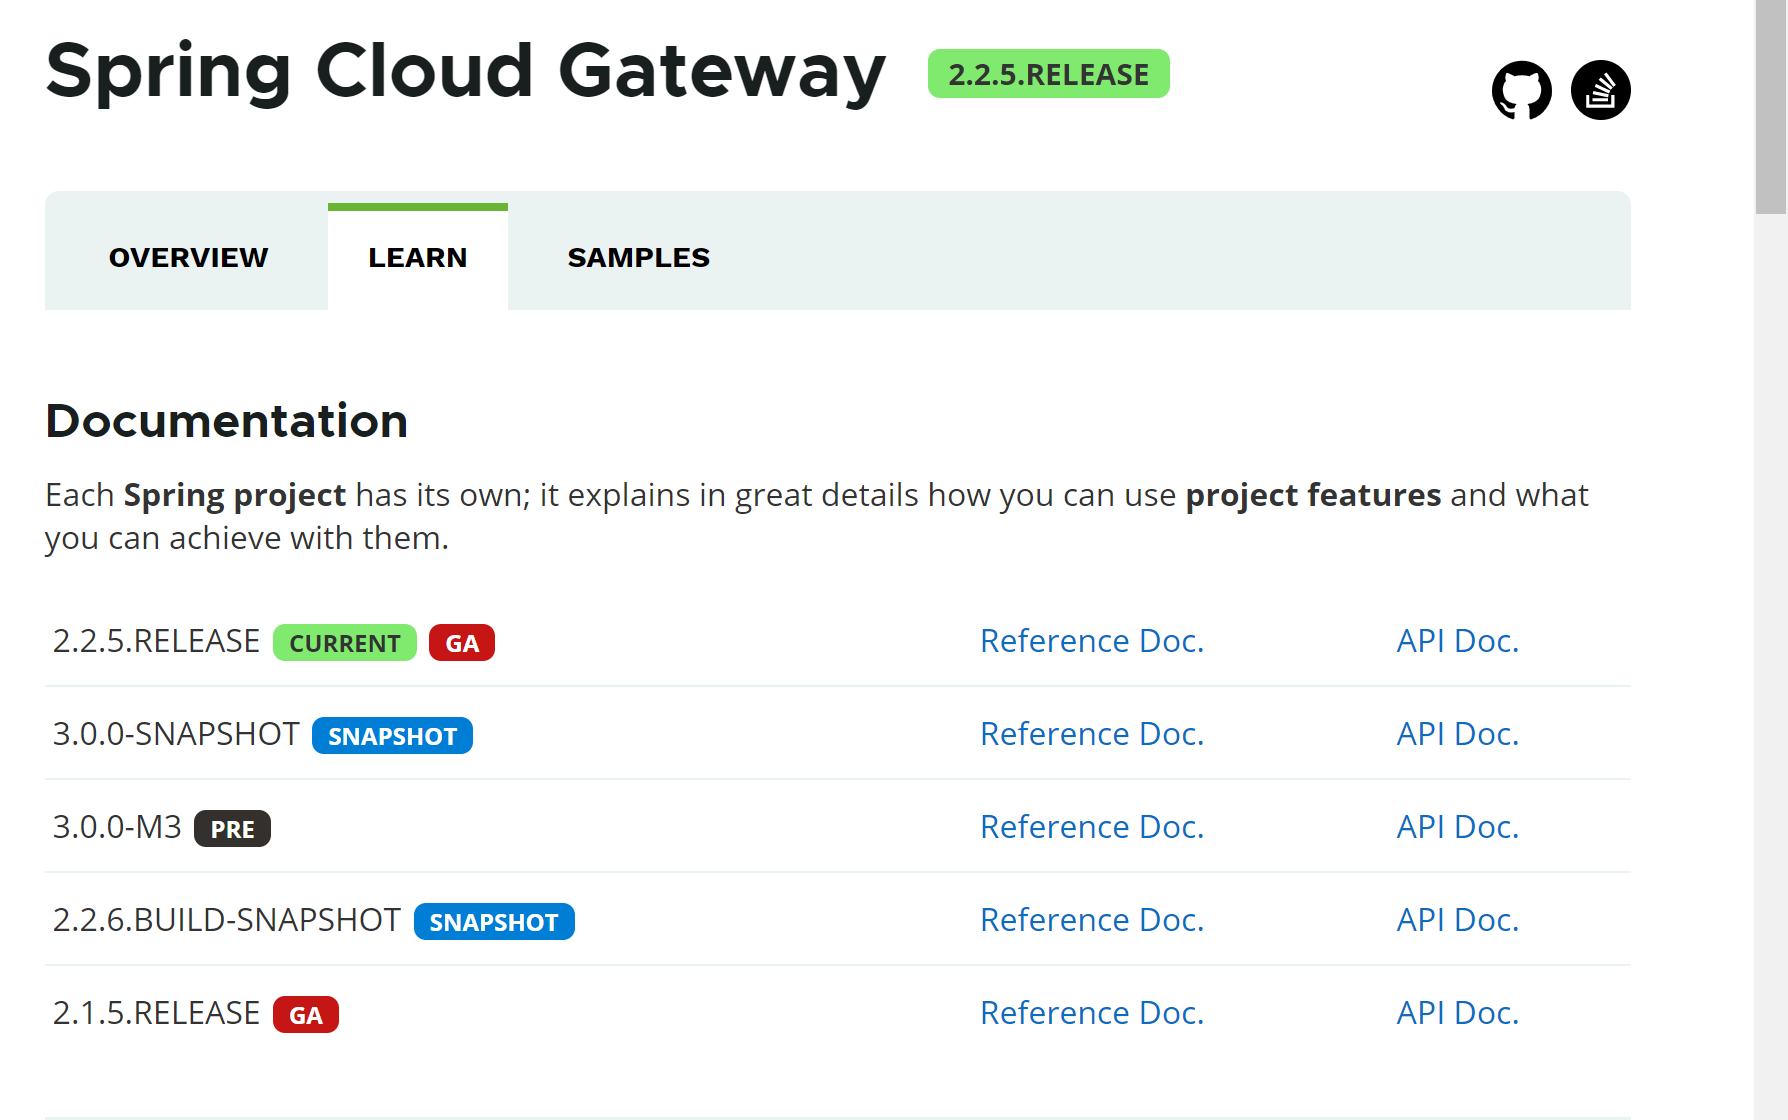 Spring Cloud Gateway 2.2.5.RELEASE
OVERVIEW LEARN SAMPLES
Documentation
Each Spring project has its own; it explains in great details how you can use project features and what
you can achieve with them.
2.2.5.RELEASE CURRENT GA Reference Doc. API Doc.
3.0.0-SNAPSHOT SNAPSHOT Reference Doc. API Doc.
3.0.0-M3 PRE Reference Doc. API Doc.
2.2.6.BUILD-SNAPSHOT SNAPSHOT Reference Doc. API Doc.
2.1.5.RELEASE GA Reference Doc. API Doc.